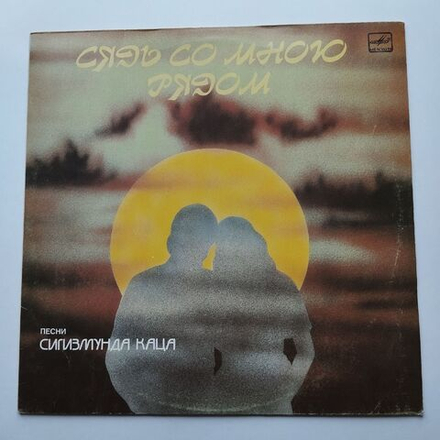 СЯДЬ СО МНОЮ
РЯДОМ
ПЕСНИ
СИГИЗМУНДА КАЦА